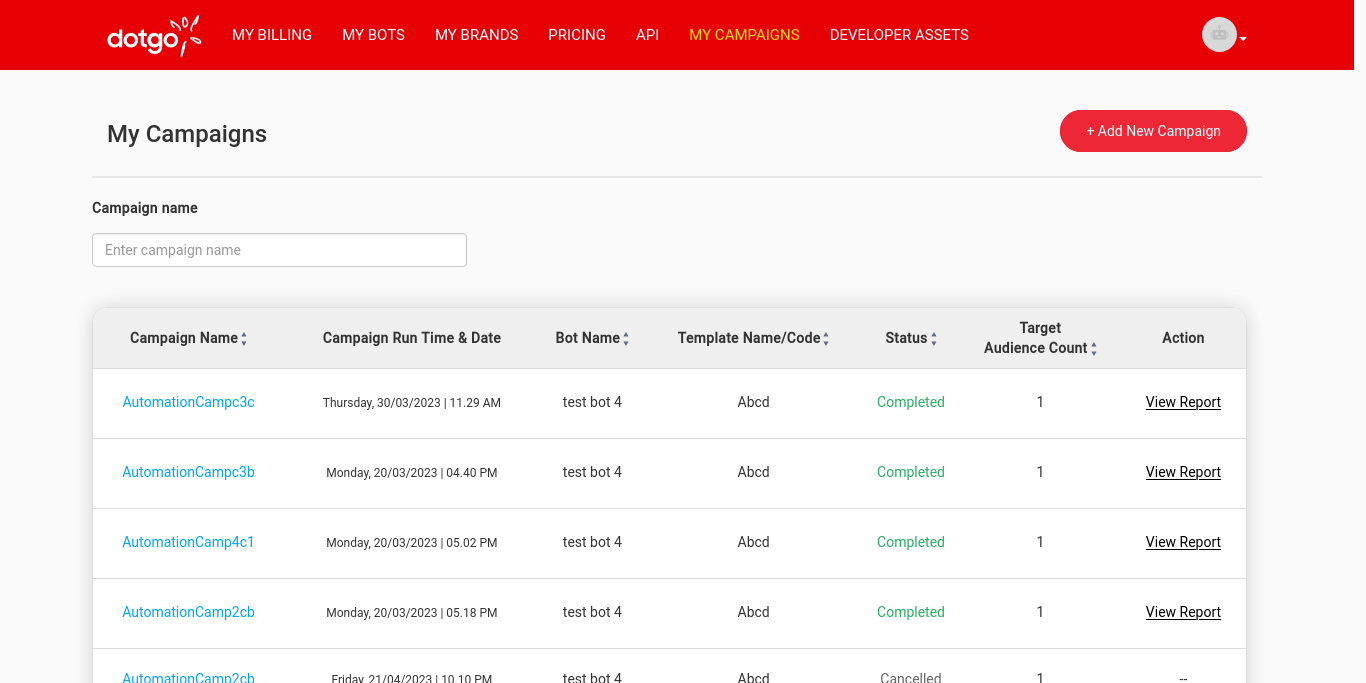 dotgo MY BILLING MY BOTS MY BRANDS PRICING API MY CAMPAIGNS DEVELOPER ASSETS
My Campaigns + Add New Campaign
Campaign name
Enter campaign name
Campaign Name Campaign Run Time & Date Bot Name Template Name/Code Status Target Audience Count Action
AutomationCampc3c Thursday, 30/03/2023 | 11.29 AM test bot 4 Abcd Completed 1 View Report
AutomationCampc3b Monday, 20/03/2023 | 04.40 PM test bot 4 Abcd Completed 1 View Report
AutomationCamp4c1 Monday, 20/03/2023 | 05.02 PM test bot 4 Abcd Completed 1 View Report
AutomationCamp2cb Monday, 20/03/2023 | 05.18 PM test bot 4 Abcd Completed 1 View Report
AutomationCamp2cb Friday, 21/04/2023 | 10.10 PM test bot 4 Abcd Cancelled 1 --